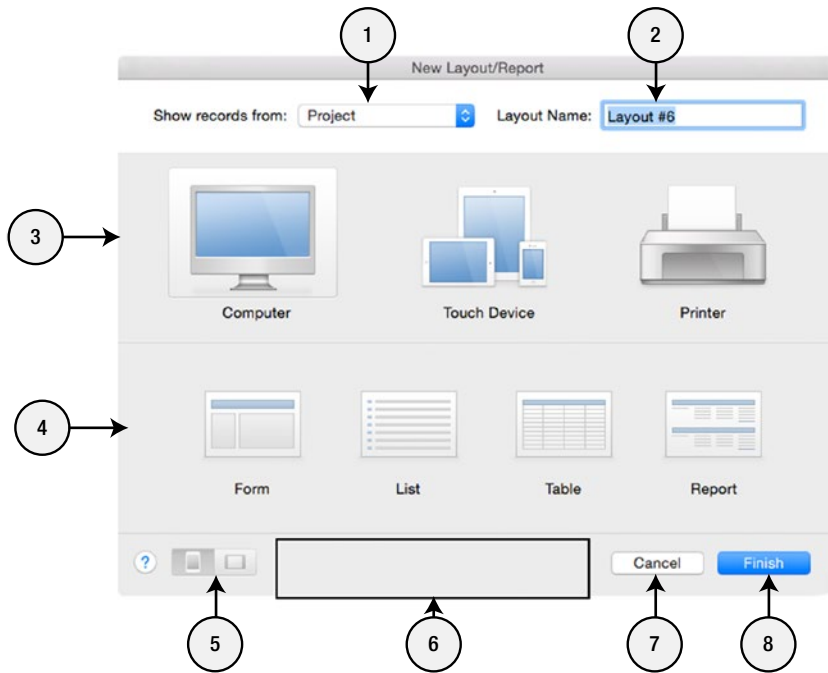 1
2
New Layout/Report
Show records from: Project Layout Name: Layout #6
3
Computer Touch Device Printer
4
Form List Table Report
? Cancel Finish
5 6 7 8